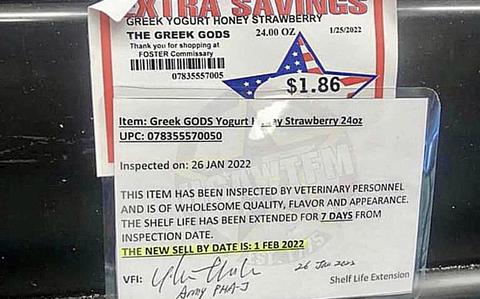 EXTRA SAVINGS
GREEK YOGURT HONEY STRAWBERRY
THE GREEK GODS 24.00 OZ 1/25/2022
Thank you for shopping at
FOSTER Commissary
07835557005
$1.86
Item: Greek GODS Yogurt Honey Strawberry 24oz
UPC: 078355570050
Inspected on: 26 JAN 2022
THIS ITEM HAS BEEN INSPECTED BY VETERINARY PERSONNEL
AND IS OF WHOLESOME QUALITY, FLAVOR AND APPEARANCE.
THE SHELF LIFE HAS BEEN EXTENDED FOR 7 DAYS FROM
INSPECTION DATE.
THE NEW SELL BY DATE IS: 1 FEB 2022
VFI: 26 Jan 2022
Army PHA-J Shelf Life Extension